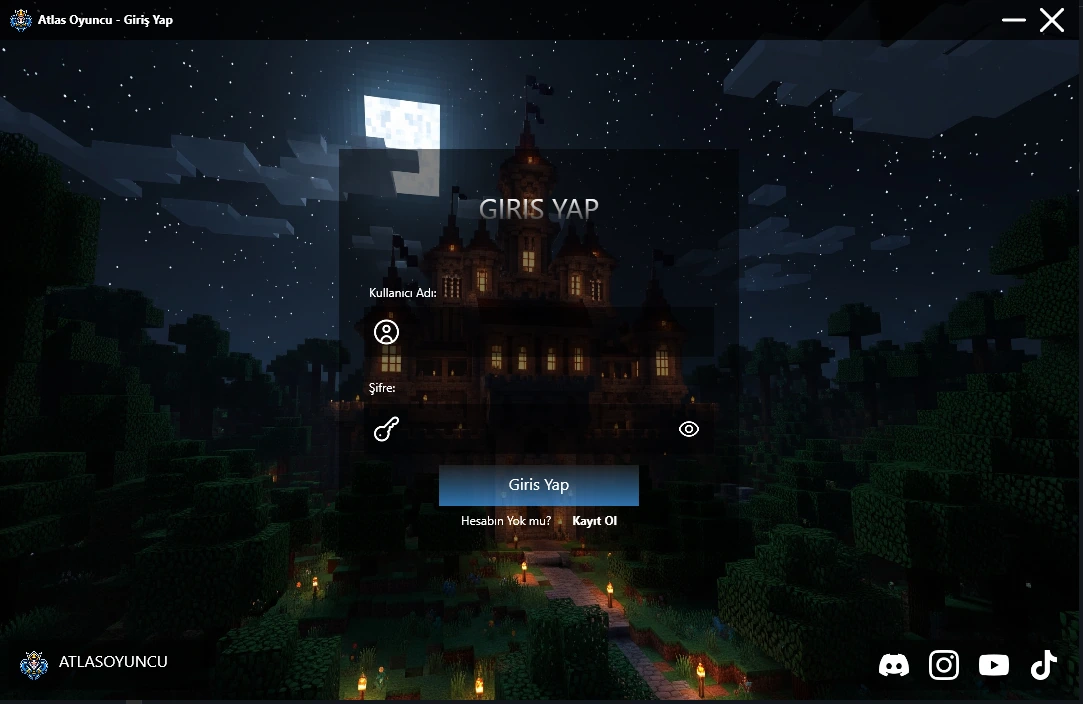 Atlas Oyuncu - Giriş Yap
GIRIS YAP
Kullanıcı Adı:
Şifre:
Giris Yap
Hesabın Yok mu? Kayıt Ol
ATLASOYUNCU